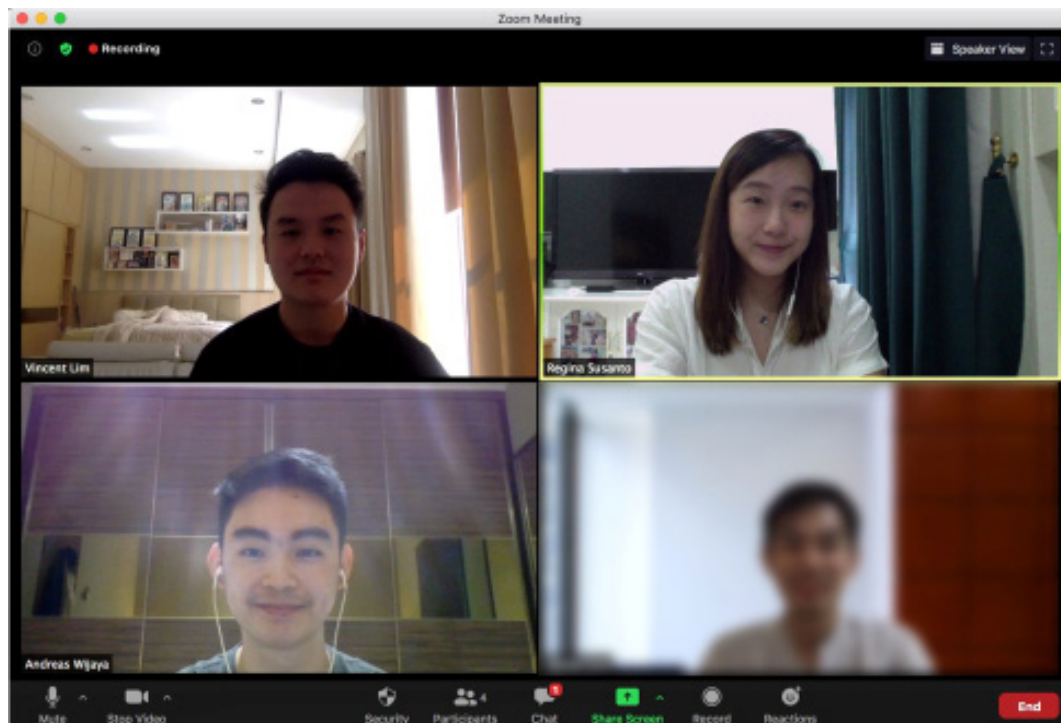 Zoom Meeting
Recording
Speaker View
Vincent Lim
Regina Susanto
Andreas Wijaya
Mute
Stop Video
Security
Participants
4
Chat
Share Screen
Record
Reactions
End